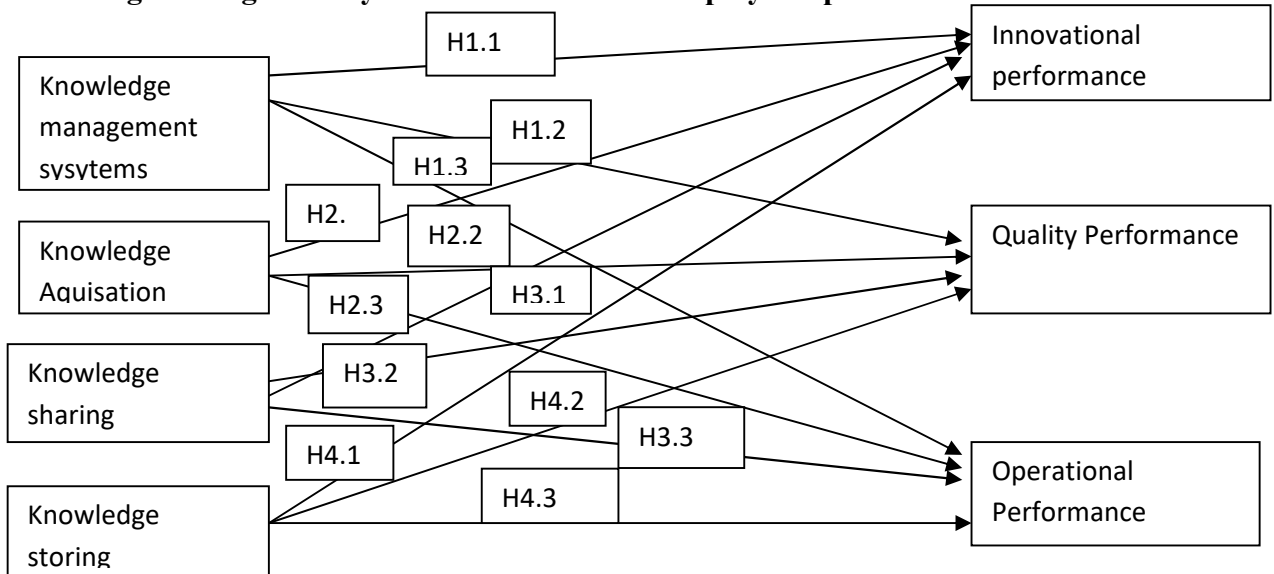 H1.1
Innovational
performance
Knowledge
management
sysytems
H1.2
H1.3
H2.
H2.2
Quality Performance
Knowledge
Aquisation
H2.3
H3.1
Knowledge
sharing
H3.2
H4.2
H3.3
H4.1
Operational
Performance
H4.3
Knowledge
storing